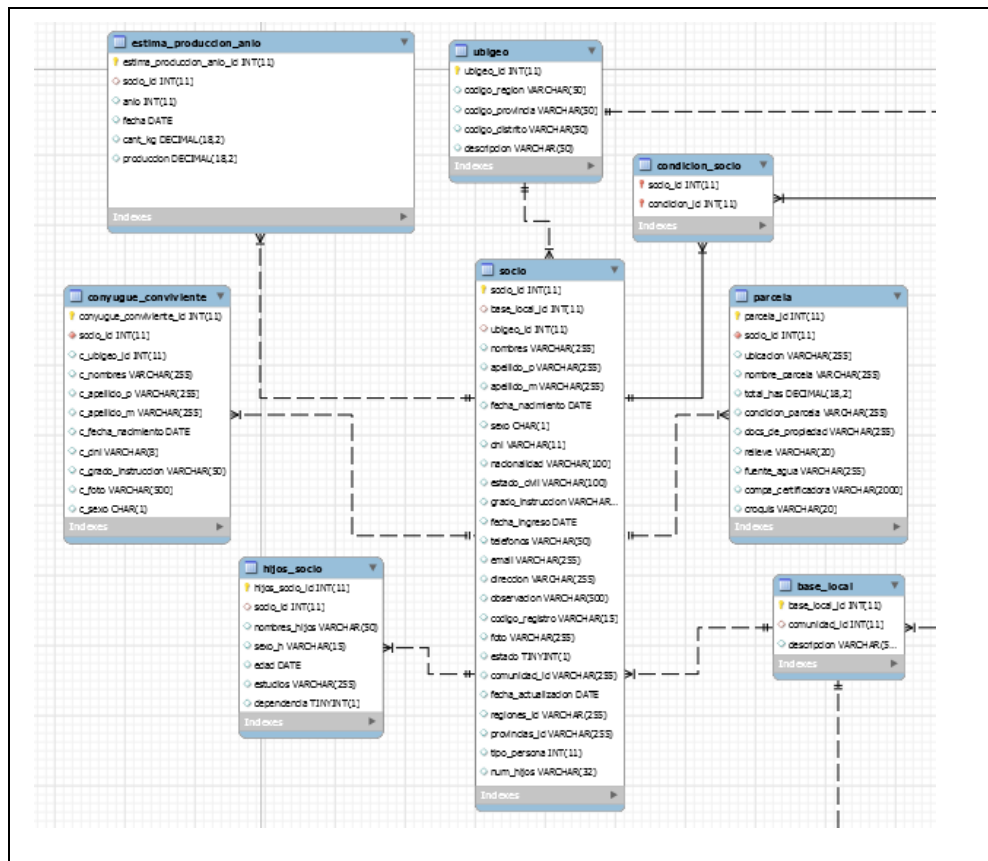 estima_produccion_anio
estima_produccion_anio_id INT(11)
socio_id INT(11)
anio INT(11)
fecha DATE
cant_kg DECIMAL(18,2)
produccion DECIMAL(18,2)
Indexes
ubigeo
ubigeo_id INT(11)
codigo_region VARCHAR(50)
codigo_provincia VARCHAR(50)
codigo_distrito VARCHAR(50)
descripcion VARCHAR(50)
Indexes
condicion_socio
socio_id INT(11)
condicion_id INT(11)
Indexes
conyugue_conviviente
conyugue_conviviente_id INT(11)
socio_id INT(11)
c_ubigeo_id INT(11)
c_nombres VARCHAR(255)
c_apellido_p VARCHAR(255)
c_apellido_m VARCHAR(255)
c_fecha_nacimiento DATE
c_dni VARCHAR(8)
c_grado_instruccion VARCHAR(50)
c_foto VARCHAR(500)
c_sexo CHAR(1)
Indexes
socio
socio_id INT(11)
base_local_id INT(11)
ubigeo_id INT(11)
nombres VARCHAR(255)
apellido_p VARCHAR(255)
apellido_m VARCHAR(255)
fecha_nacimiento DATE
sexo CHAR(1)
dni VARCHAR(11)
nacionalidad VARCHAR(100)
estado_civil VARCHAR(100)
grado_instruccion VARCHAR...
fecha_ingreso DATE
telefonos VARCHAR(50)
email VARCHAR(255)
direccion VARCHAR(255)
observacion VARCHAR(500)
codigo_registro VARCHAR(15)
foto VARCHAR(255)
estado TINYINT(1)
comunidad_id VARCHAR(255)
fecha_actualizacion DATE
regiones_id VARCHAR(255)
provincias_id VARCHAR(255)
tipo_persona INT(11)
num_hijos VARCHAR(32)
Indexes
parcela
parcela_id INT(11)
socio_id INT(11)
ubicacion VARCHAR(255)
nombre_parcela VARCHAR(255)
total_has DECIMAL(18,2)
condicion_parcela VARCHAR(255)
docs_de_propiedad VARCHAR(255)
relieve VARCHAR(20)
fuente_agua VARCHAR(255)
compa_certificadora VARCHAR(2000)
croquis VARCHAR(20)
Indexes
hijos_socio
hijos_socio_id INT(11)
socio_id INT(11)
nombres_hijos VARCHAR(50)
sexo_h VARCHAR(15)
edad DATE
estudios VARCHAR(255)
dependencia TINYINT(1)
Indexes
base_local
base_local_id INT(11)
comunidad_id INT(11)
descripcion VARCHAR(5...
Indexes